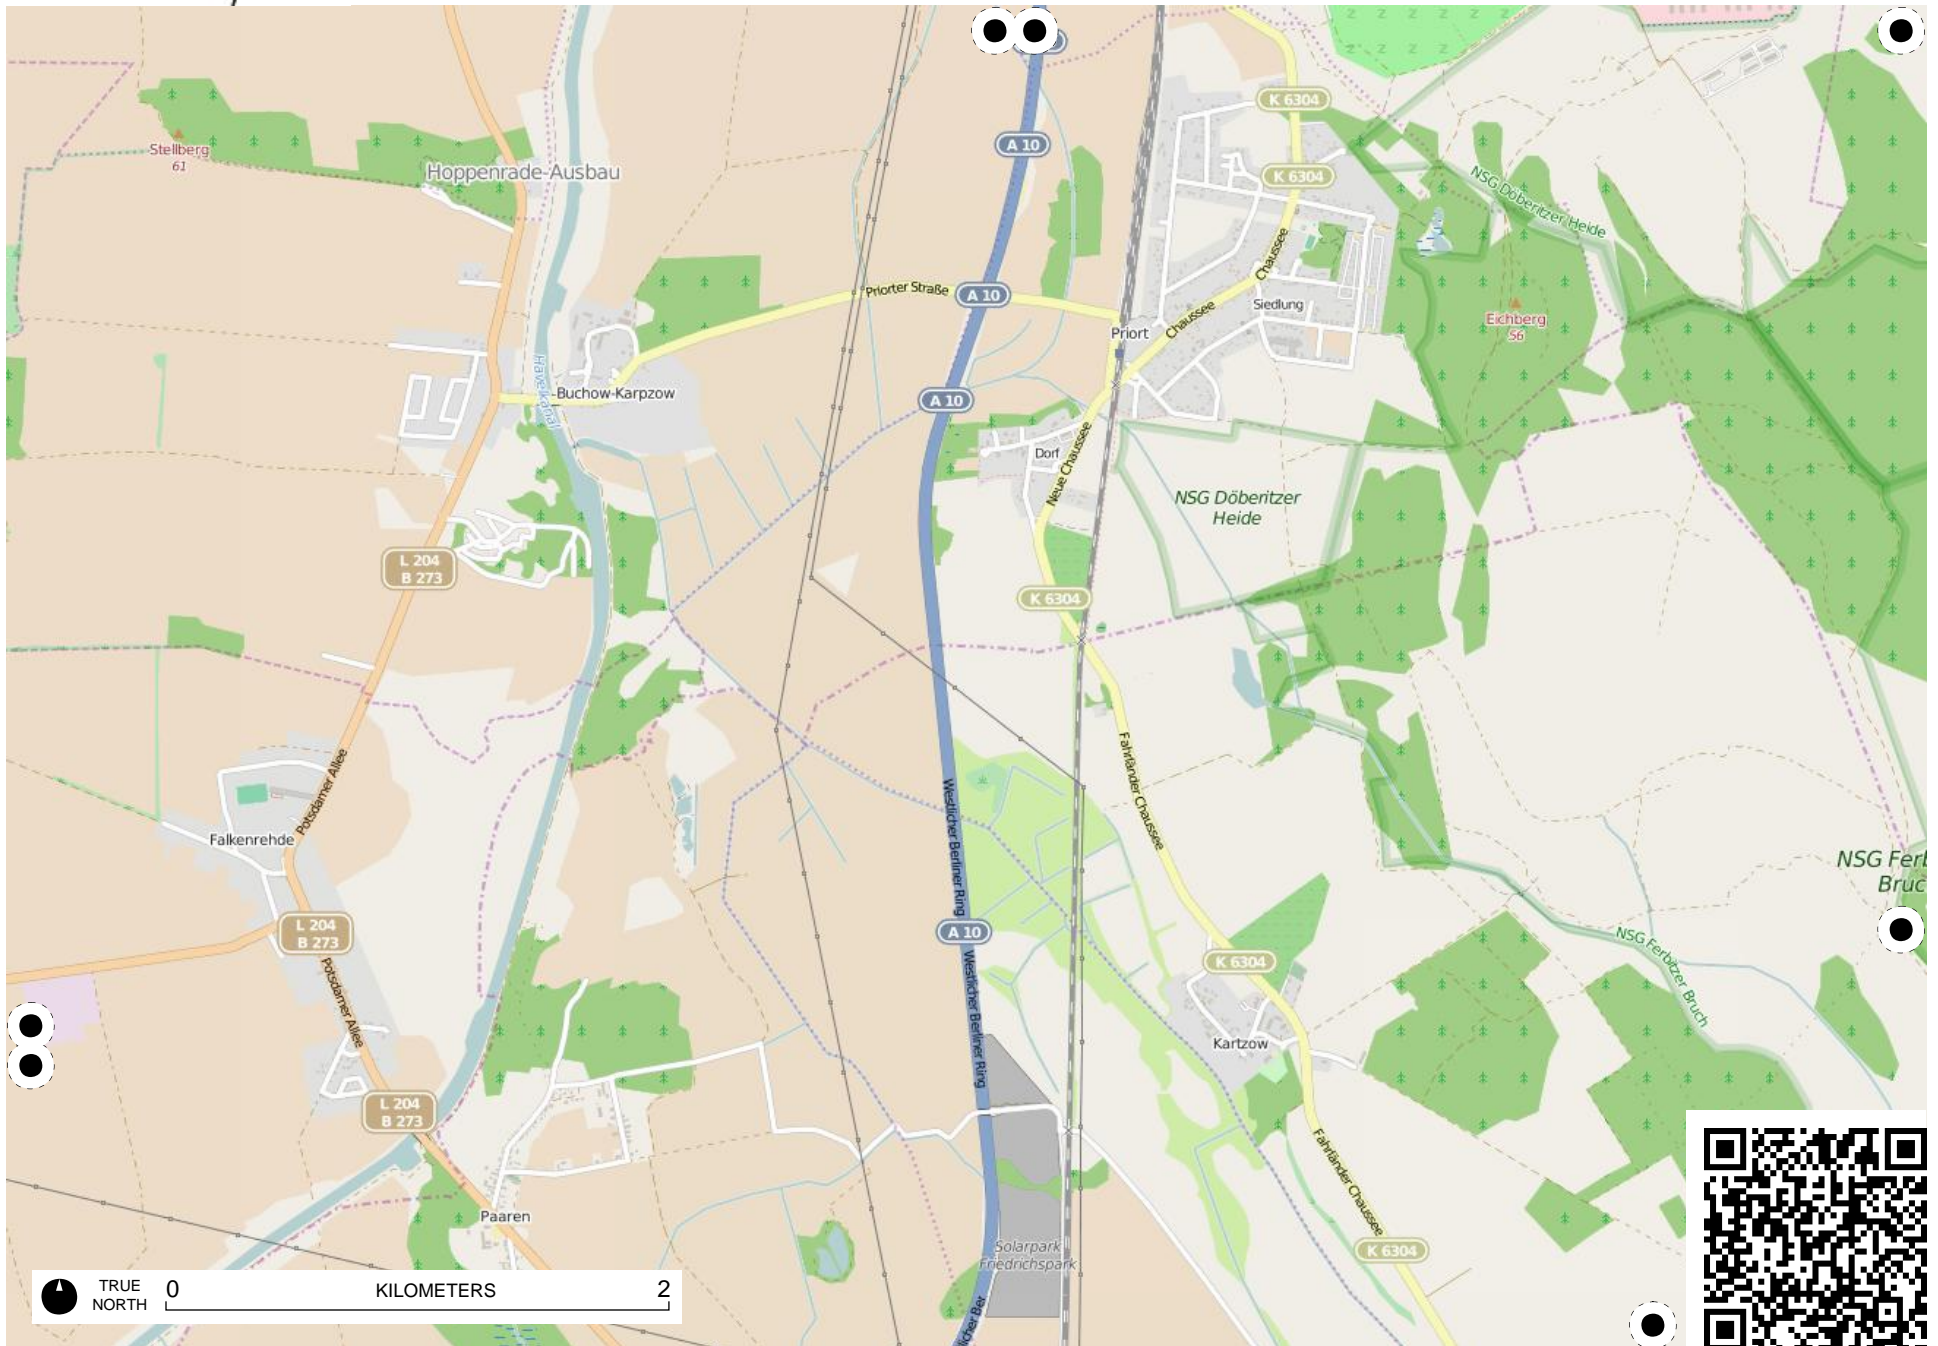 A 10
K 6304
Stellberg
61
Hoppenrade-Ausbau
K 6304
NSG Döberitzer Heide
Chaussee
Priorter Straße
A 10
Siedlung
Chaussee
Priort
Eichberg
56
Havelkanal
Buchow-Karpzow
A 10
Dorf
Neue Chaussee
NSG Döberitzer
Heide
L 204
B 273
K 6304
Fahrländer Chaussee
Potsdamer Allee
Westlicher Berliner Ring
Falkenrehde
NSG Ferb
Bruc
L 204
B 273
A 10
NSG Ferbitzer Bruch
K 6304
Potsdamer Allee
Westlicher Berliner Ring
Kartzow
L 204
B 273
Fahrländer Chaussee
Paaren
Solarpark
Friedrichspark
K 6304
TRUE
NORTH
0
KILOMETERS
2
licher Ber